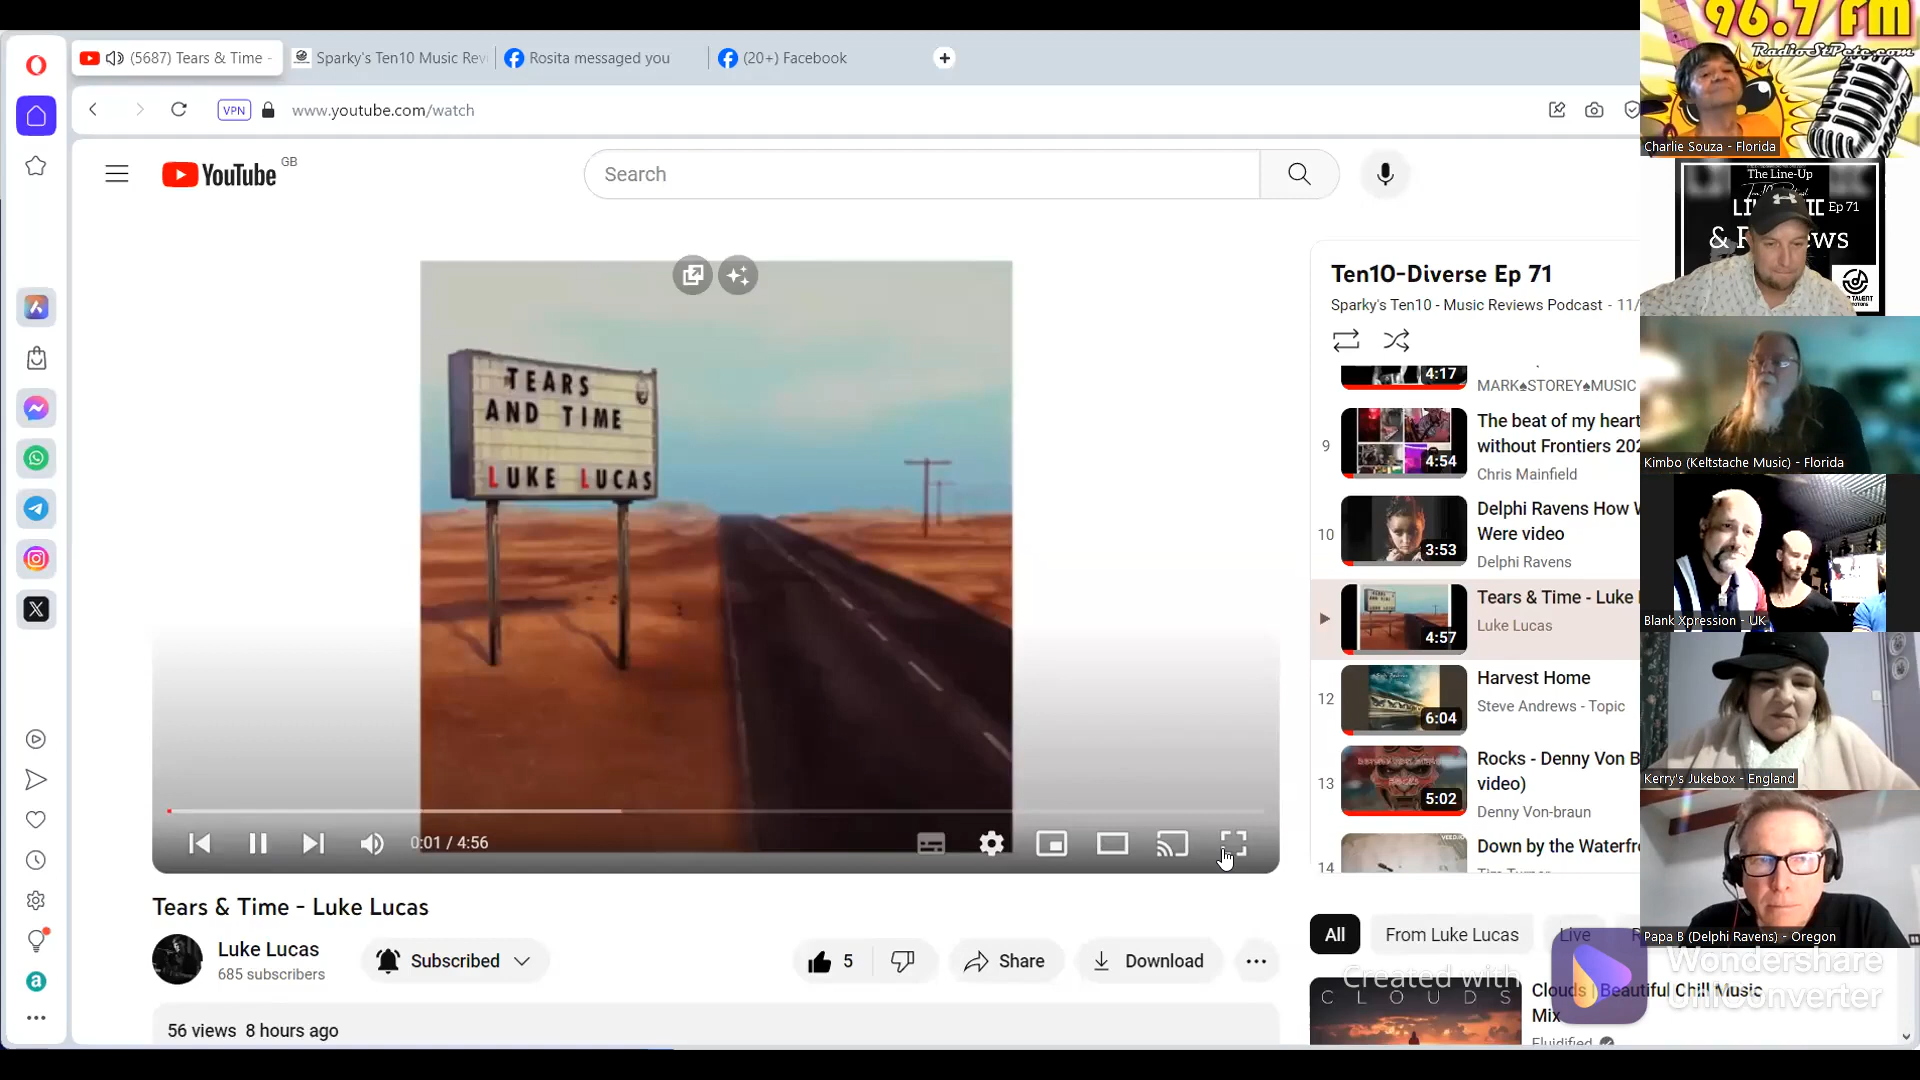 (5687) Tears & Time -
Sparky's Ten10 Music Rev
Rosita messaged you
(20+) Facebook
VPN
www.youtube.com/watch
YouTube
GB
Search
TEARS
AND TIME
LUKE LUCAS
0:01 / 4:56
Tears & Time - Luke Lucas
Luke Lucas
685 subscribers
Subscribed
5
Share
Download
56 views 8 hours ago
Ten10-Diverse Ep 71
Sparky's Ten10 - Music Reviews Podcast - 11/
4:17
MARK♠STOREY♠MUSIC
9
4:54
The beat of my heart
without Frontiers 202
Chris Mainfield
10
3:53
Delphi Ravens How W
Were video
Delphi Ravens
4:57
Tears & Time - Luke
Luke Lucas
12
6:04
Harvest Home
Steve Andrews - Topic
13
5:02
Rocks - Denny Von B
video)
Denny Von-braun
14
Down by the Waterfr
All
From Luke Lucas
Live
CLOUDS
Clouds | Beautiful Chill Music
Mix
Fluidified
96.7 FM
RadioStPete.com
Charlie Souza - Florida
The Line-Up
Ep 71
Kimbo (Keltstache Music) - Florida
Blank Xpression - UK
Kerry's Jukebox - England
Papa B (Delphi Ravens) - Oregon
Created with
Wondershare
UniConverter